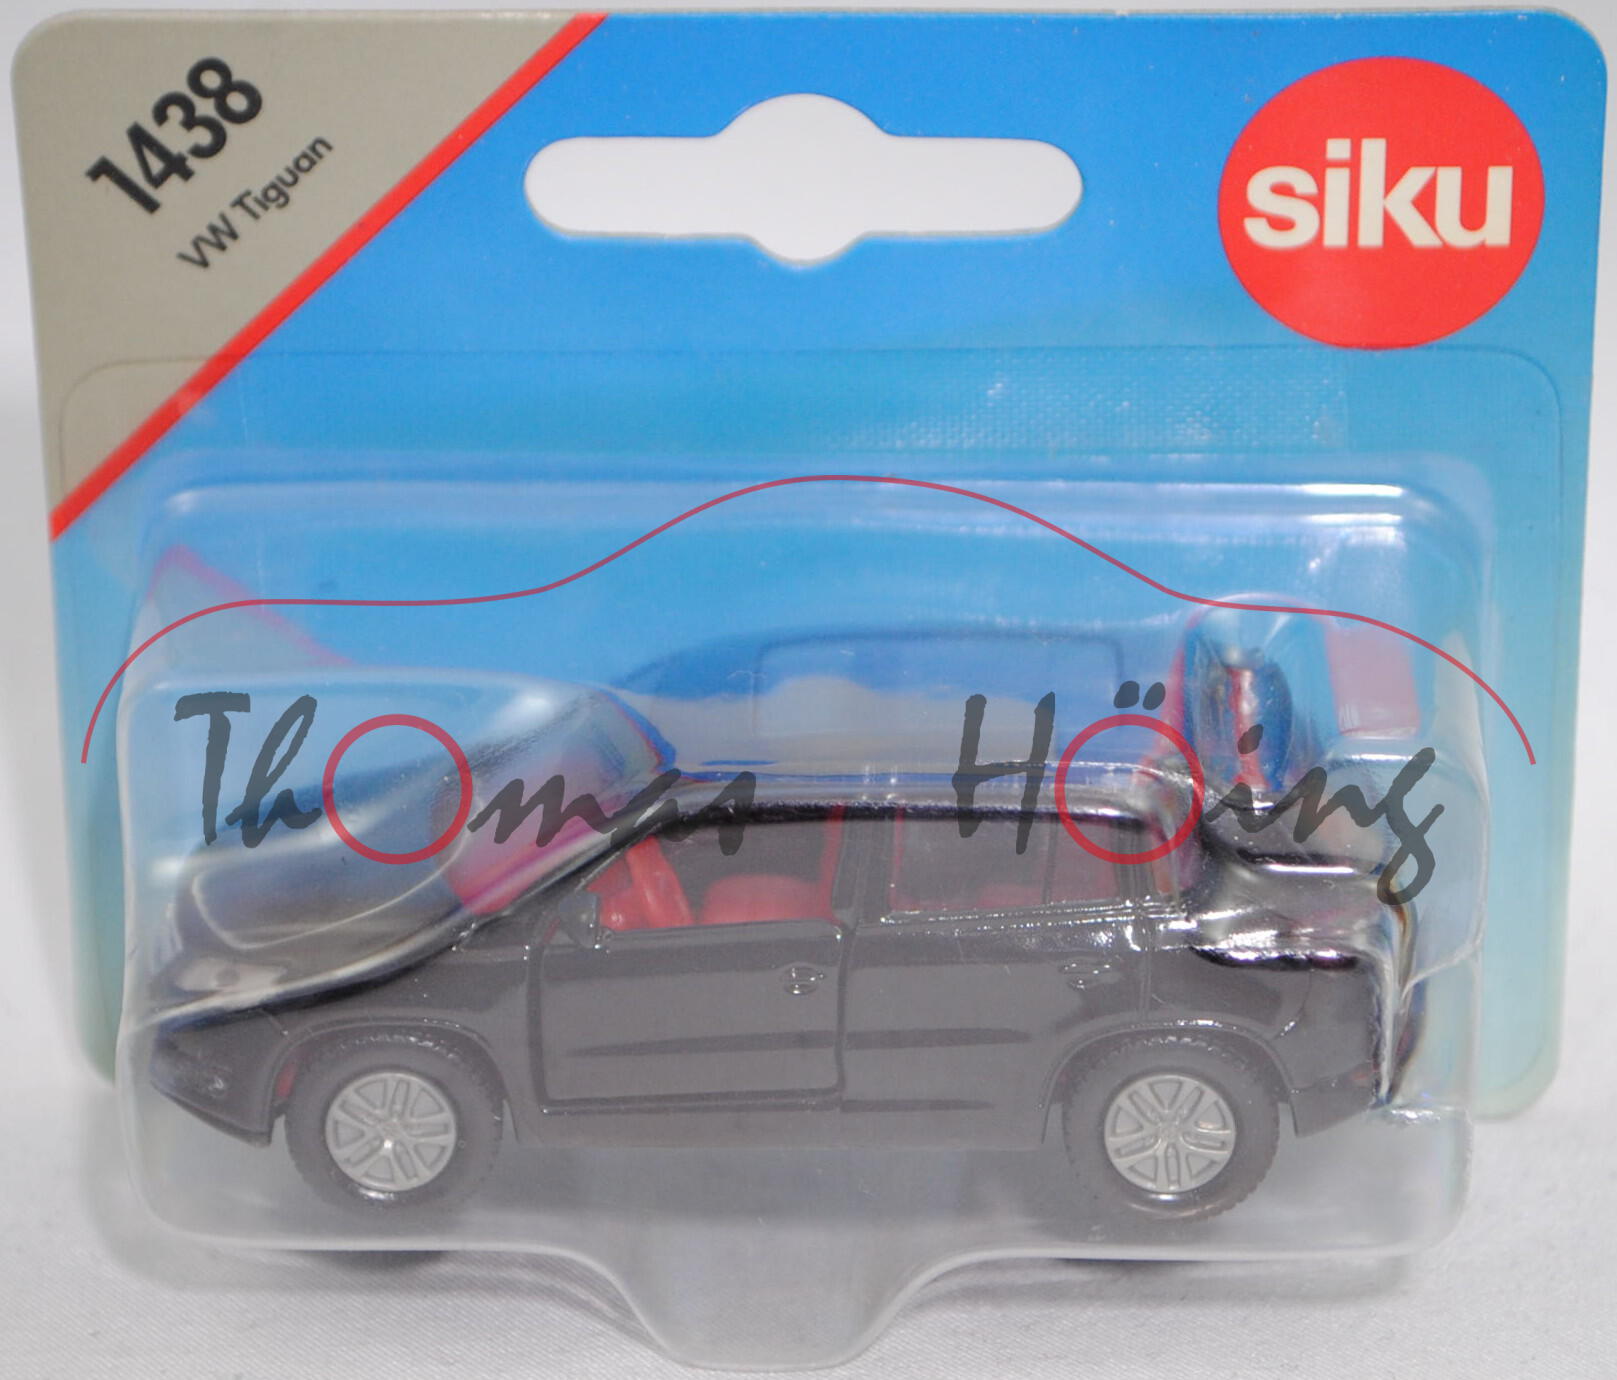 1438
VW Tiguan
siku
Thomas Höing